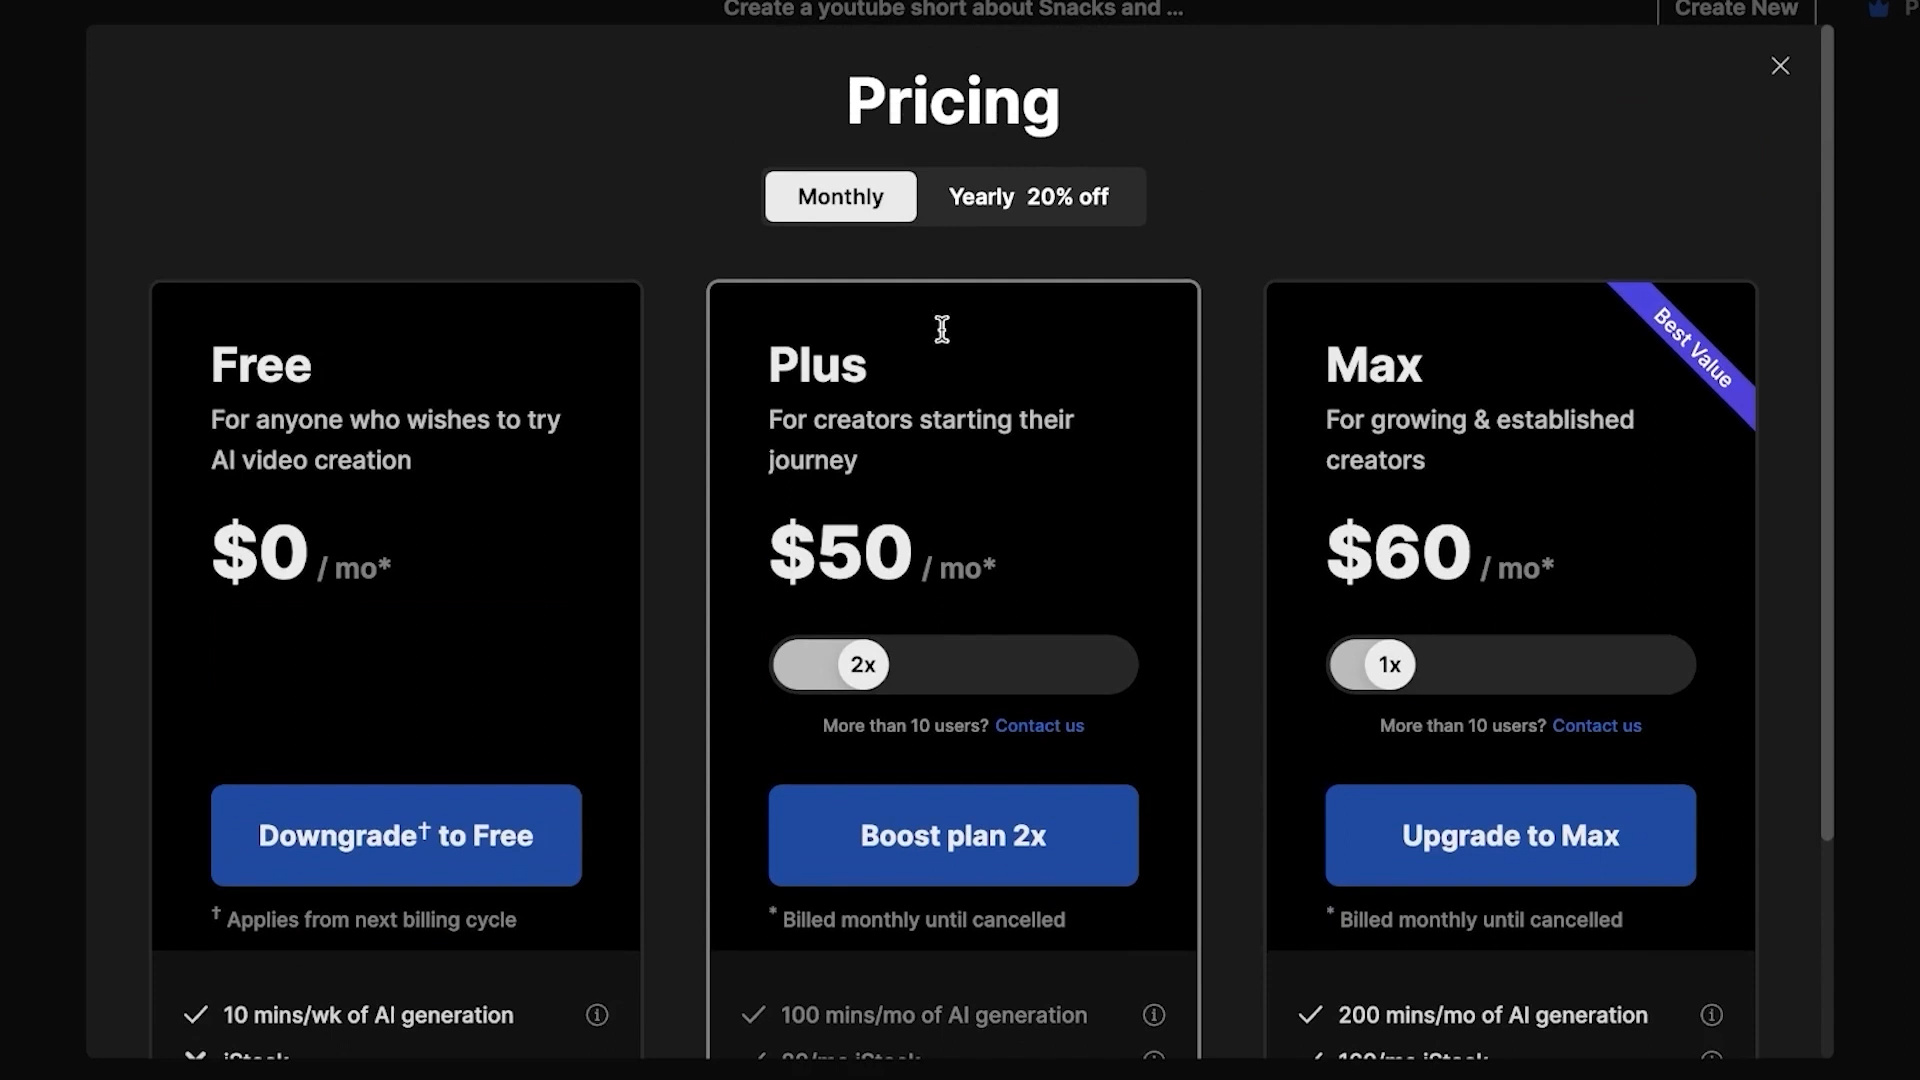 Create a youtube short about Snacks and ...
Create New
Pricing
Monthly
Yearly 20% off
Best Value
Free
For anyone who wishes to try
AI video creation
$0 / mo*
Downgrade† to Free
† Applies from next billing cycle
10 mins/wk of AI generation
iStock
Plus
For creators starting their
journey
$50 / mo*
2x
More than 10 users? Contact us
Boost plan 2x
* Billed monthly until cancelled
100 mins/mo of AI generation
Max
For growing & established
creators
$60 / mo*
1x
More than 10 users? Contact us
Upgrade to Max
* Billed monthly until cancelled
200 mins/mo of AI generation